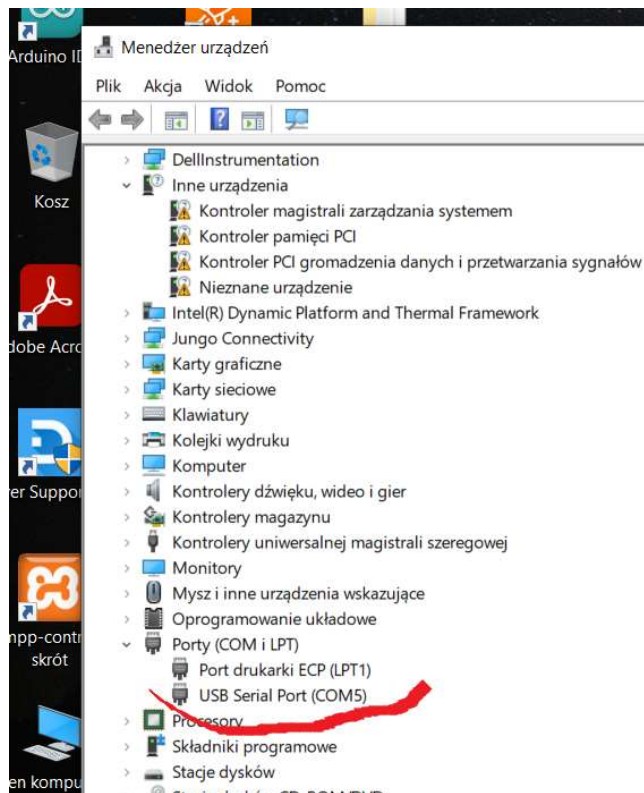 Arduino
Menedżer urządzeń
Plik Akcja Widok Pomoc
DellInstrumentation
Inne urządzenia
Kontroler magistrali zarządzania systemem
Kontroler pamięci PCI
Kontroler PCI gromadzenia danych i przetwarzania sygnałów
Nieznane urządzenie
Kosz
Intel(R) Dynamic Platform and Thermal Framework
Jungo Connectivity
Karty graficzne
Karty sieciowe
Klawiatury
Kolejki wydruku
Komputer
Kontrolery dźwięku, wideo i gier
Kontrolery magazynu
Kontrolery uniwersalnej magistrali szeregowej
Monitory
Mysz i inne urządzenia wskazujące
Oprogramowanie układowe
Porty (COM i LPT)
Port drukarki ECP (LPT1)
USB Serial Port (COM5)
Procesory
Składniki programowe
Stacje dysków
dobe Acro
er Suppor
mpp-contr
skrót
en kompu